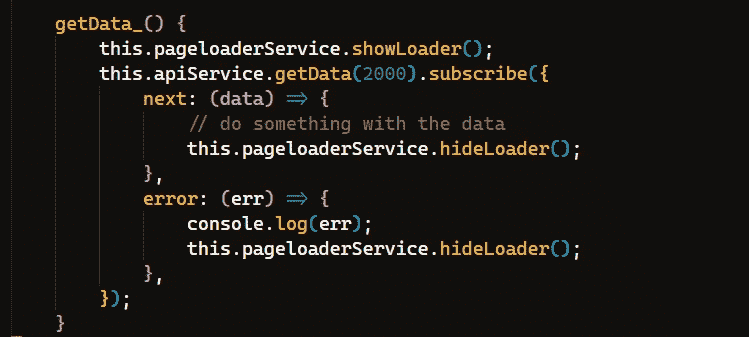 getData_() {
this.pageloaderService.showLoader();
this.apiService.getData(2000).subscribe({
next: (data) => {
// do something with the data
this.pageloaderService.hideLoader();
},
error: (err) => {
console.log(err);
this.pageloaderService.hideLoader();
},
});
}